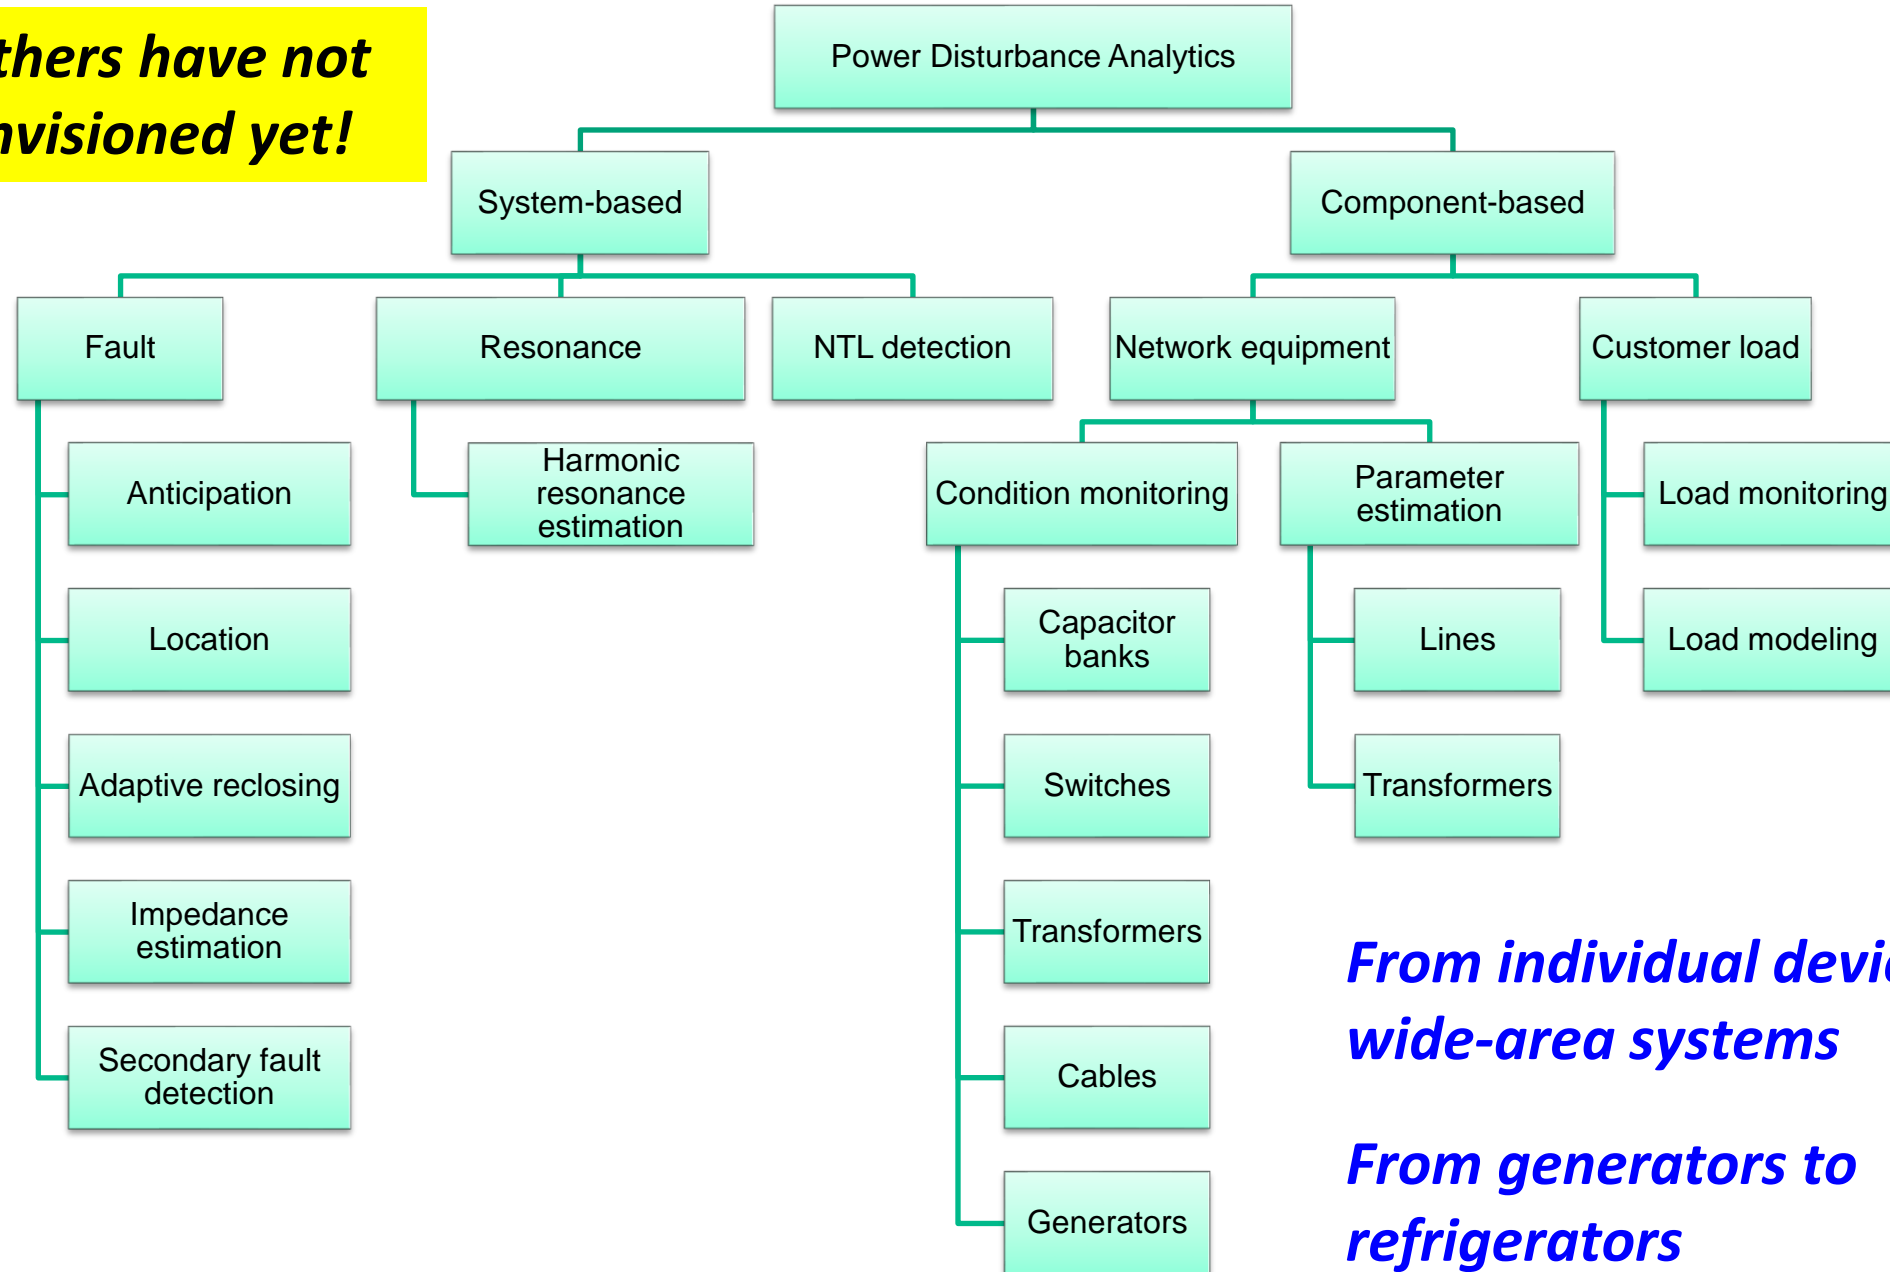 thers have not
nvisioned yet!
Power Disturbance Analytics
System-based
Component-based
Fault
Resonance
NTL detection
Network equipment
Customer load
Anticipation
Harmonic
resonance
estimation
Condition monitoring
Parameter
estimation
Load monitoring
Location
Capacitor
banks
Lines
Load modeling
Adaptive reclosing
Switches
Transformers
Impedance
estimation
Transformers
From individual devi
wide-area systems
Secondary fault
detection
Cables
From generators to
refrigerators
Generators